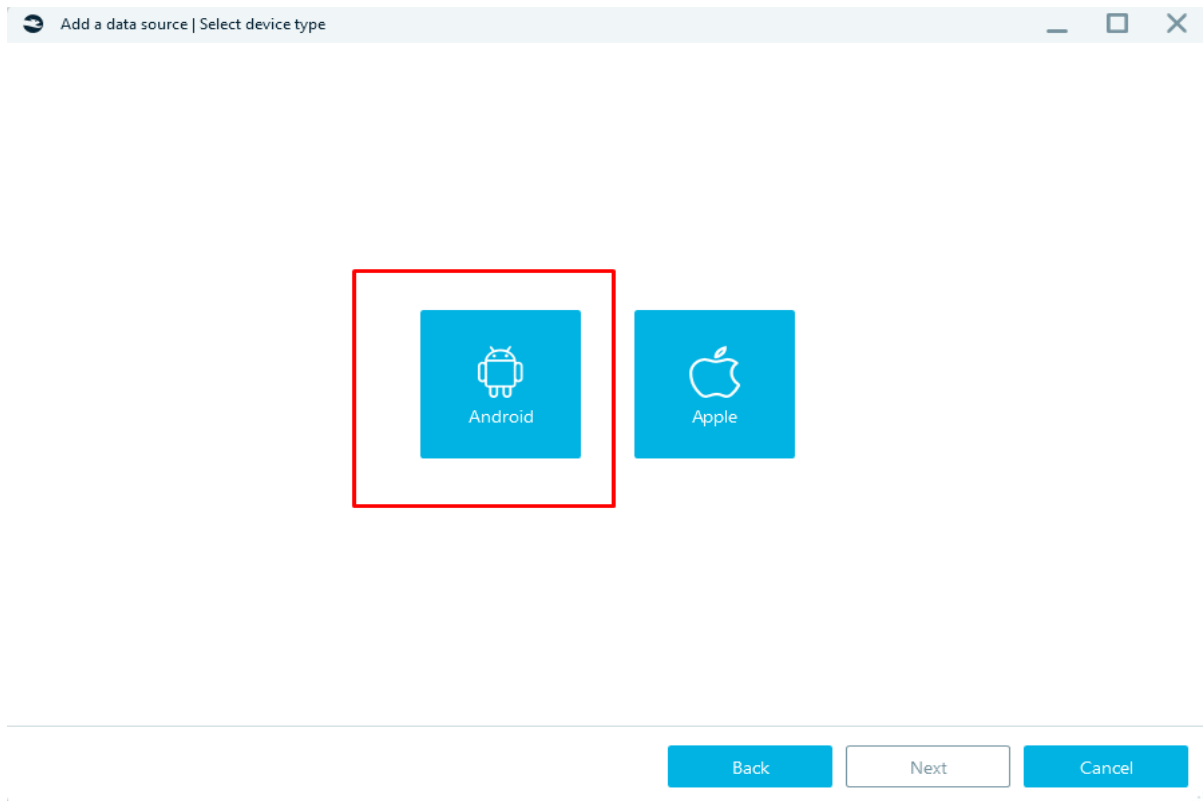 Add a data source | Select device type
Android
Apple
Back
Next
Cancel